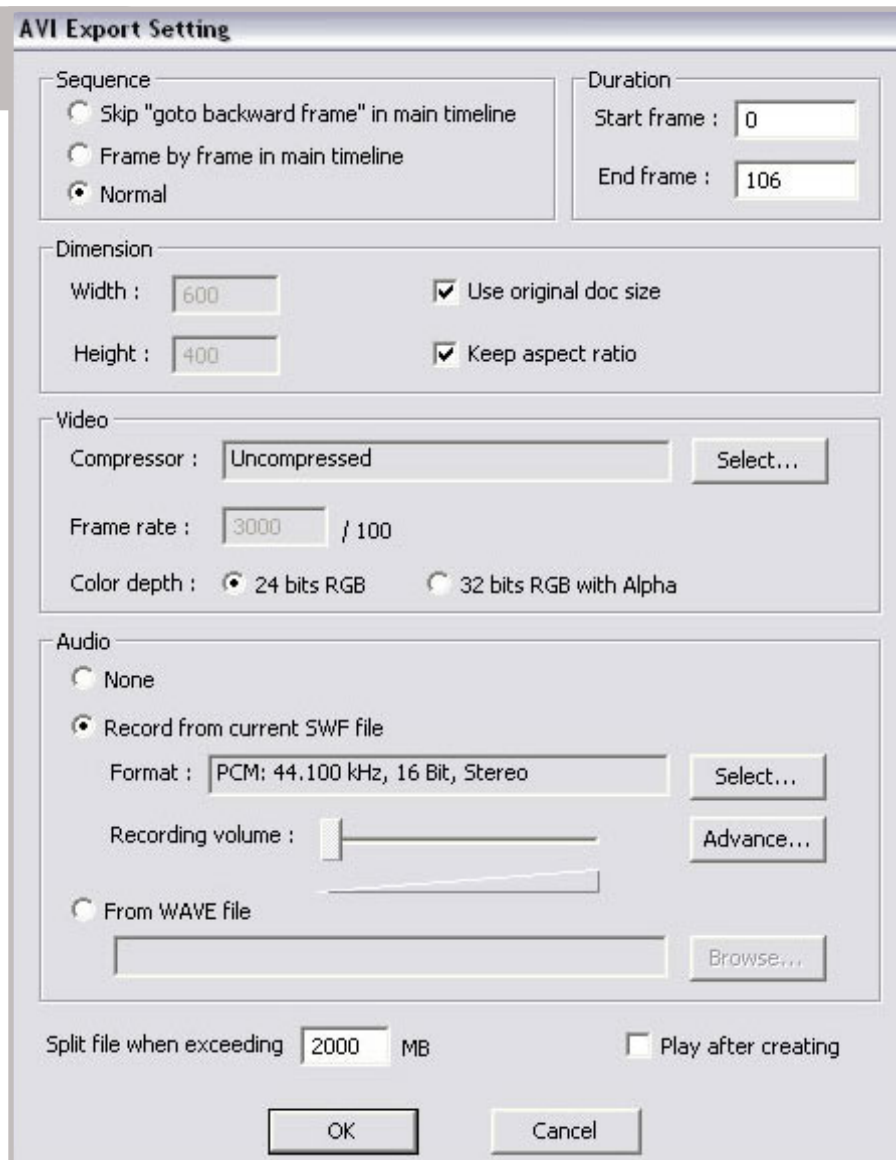 AVI Export Setting
Sequence
Skip "goto backward frame" in main timeline
Frame by frame in main timeline
Normal
Duration
Start frame : 0
End frame : 106
Dimension
Width : 600
Use original doc size
Height : 400
Keep aspect ratio
Video
Compressor : Uncompressed Select...
Frame rate : 3000 / 100
Color depth : 24 bits RGB 32 bits RGB with Alpha
Audio
None
Record from current SWF file
Format : PCM: 44.100 kHz, 16 Bit, Stereo Select...
Recording volume : Advance...
From WAVE file
Browse...
Split file when exceeding 2000 MB Play after creating
OK Cancel